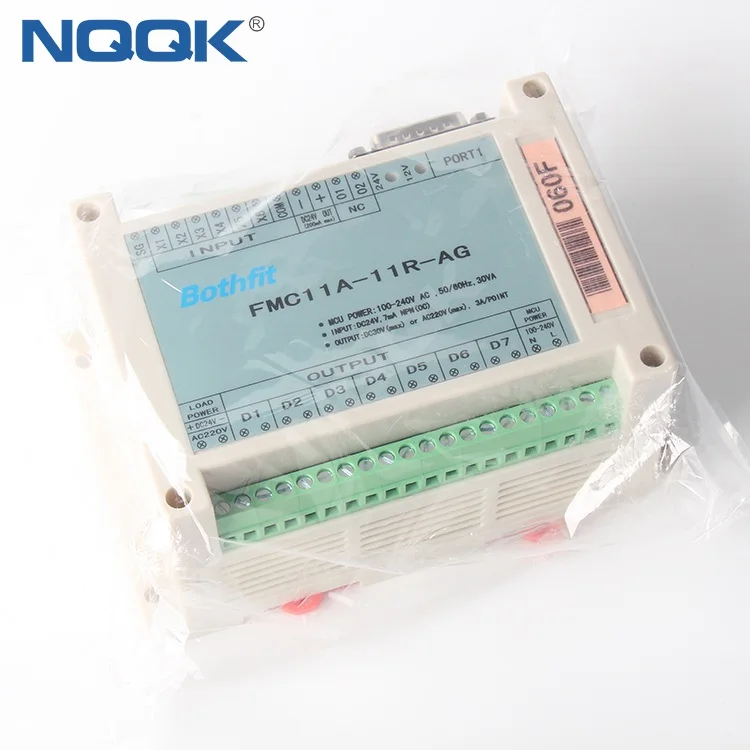 NQQK®
PORT1
060F
SG X1 X2 X3 X4 X5 X6 COM - + 01 02 24V 12V
DC24V OUT
(200mA max)
NC
INPUT
Bothfit
FMC11A-11R-AG
• MCU POWER:100-240V AC ,50/60Hz,30VA
• INPUT:DC24V,7mA NPN(OC)
• OUTPUT:DC30V(max) or AC220V(max), 3A/POINT
OUTPUT
LOAD
POWER
+DC24V-
AC220V
D1 D2 D3 D4 D5 D6 D7
MCU
POWER
100-240V
N L